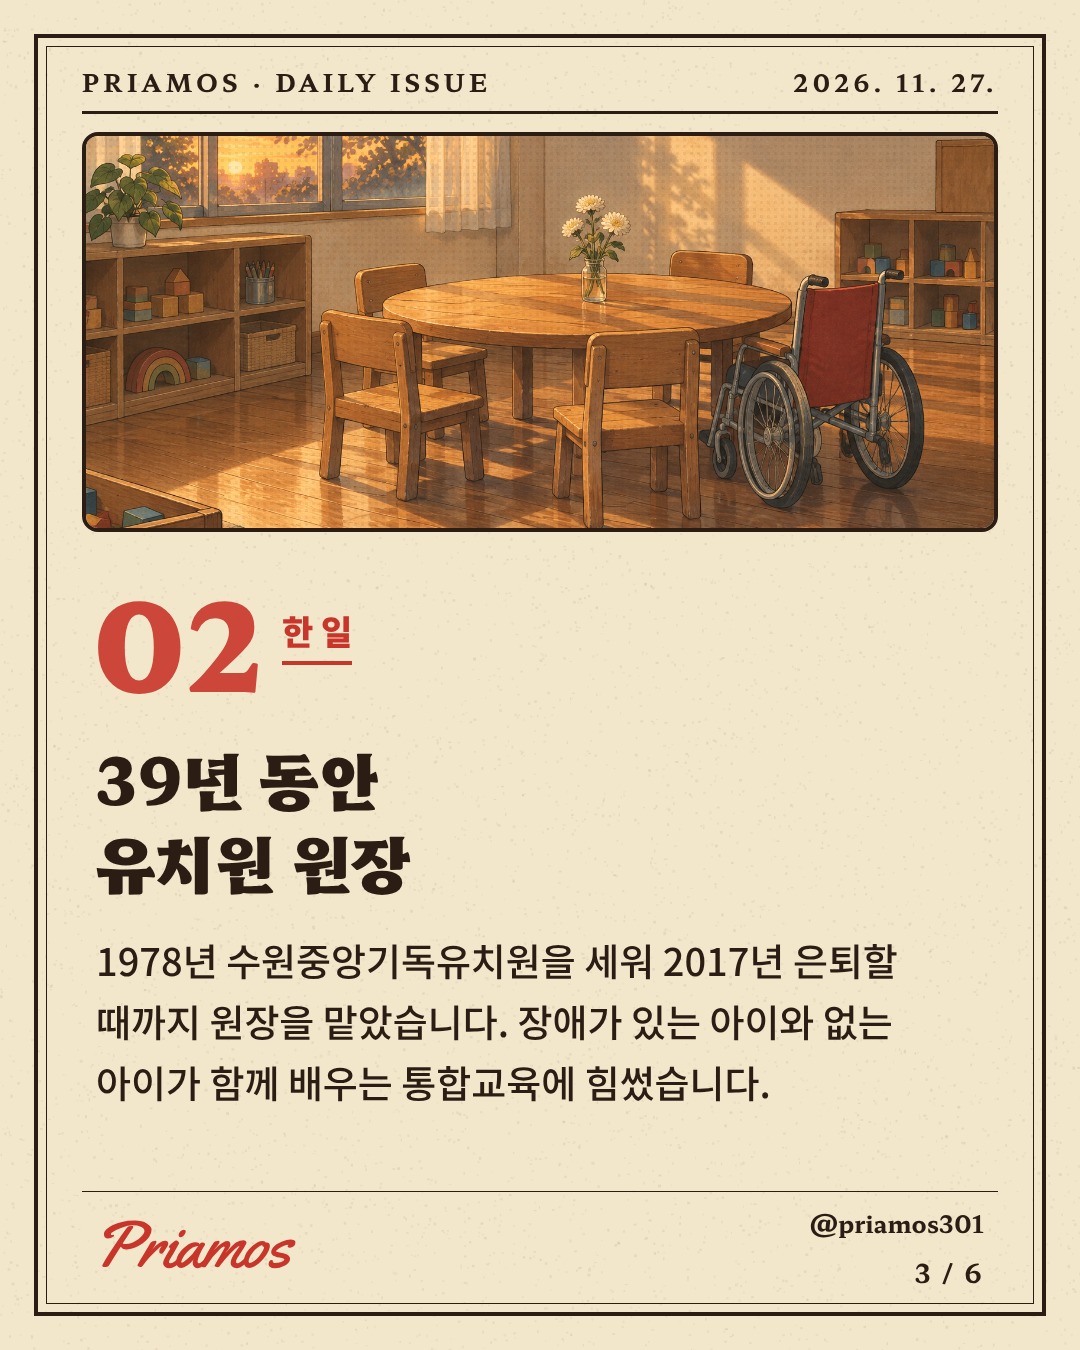 PRIAMOS · DAILY ISSUE
2026. 11. 27.
02
한 일
39년 동안
유치원 원장
1978년 수원중앙기독유치원을 세워 2017년 은퇴할
때까지 원장을 맡았습니다. 장애가 있는 아이와 없는
아이가 함께 배우는 통합교육에 힘썼습니다.
Priamos
@priamos301
3 / 6